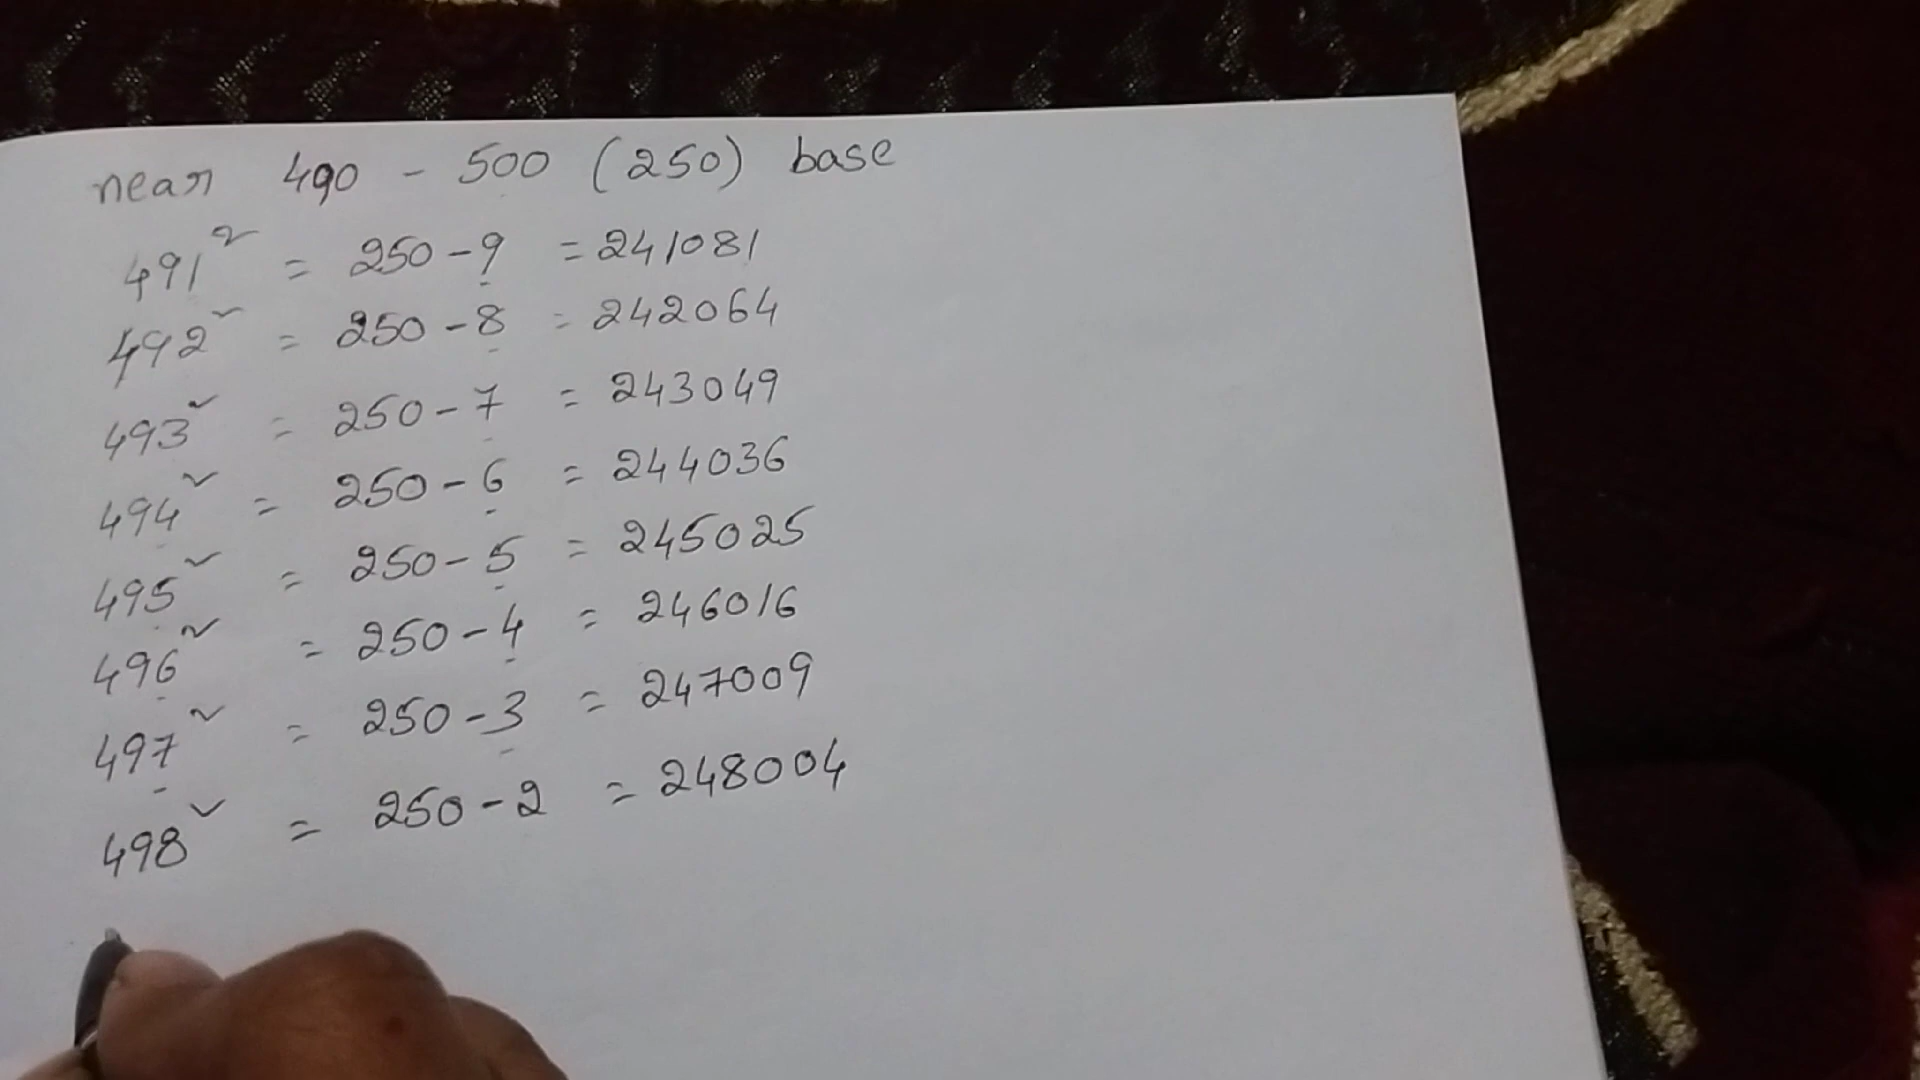 near 490 - 500 (250) base
491² = 250-9 = 241081
492² = 250-8 = 242064
493² = 250-7 = 243049
494² = 250-6 = 244036
495² = 250-5 = 245025
496² = 250-4 = 246016
497² = 250-3 = 247009
498² = 250-2 = 248004